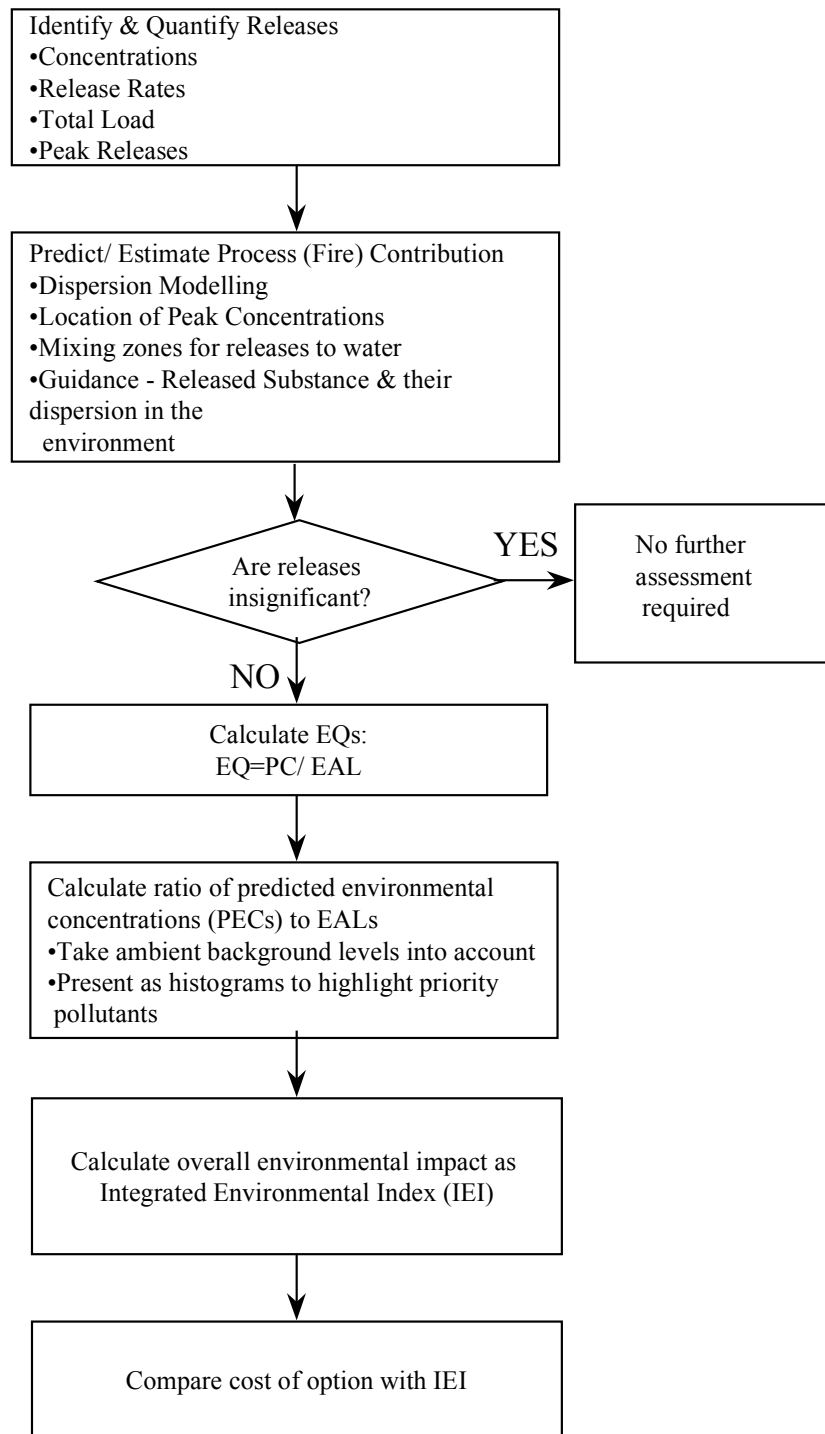 Identify & Quantify Releases
•Concentrations
•Release Rates
•Total Load
•Peak Releases
Predict/ Estimate Process (Fire) Contribution
•Dispersion Modelling
•Location of Peak Concentrations
•Mixing zones for releases to water
•Guidance - Released Substance & their
dispersion in the
environment
Are releases
insignificant?
YES
No further
assessment
required
NO
Calculate EQs:
EQ=PC/ EAL
Calculate ratio of predicted environmental
concentrations (PECs) to EALs
•Take ambient background levels into account
•Present as histograms to highlight priority
pollutants
Calculate overall environmental impact as
Integrated Environmental Index (IEI)
Compare cost of option with IEI